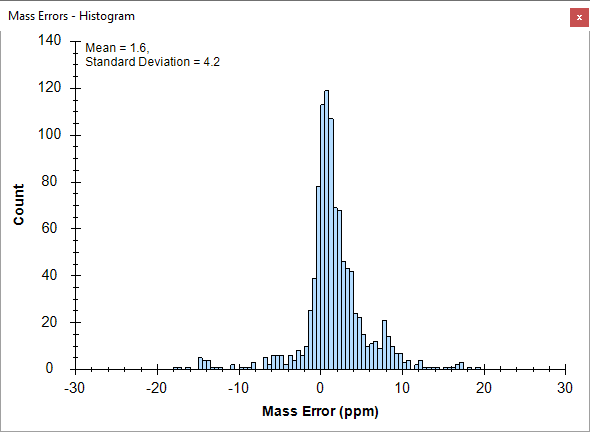 Mass Errors - Histogram
x
140
Mean = 1.6,
Standard Deviation = 4.2
120
100
80
Count
60
40
20
0
-30 -20 -10 0 10 20 30
Mass Error (ppm)